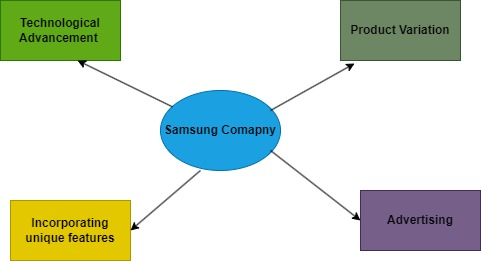 Technological
Advancement
Product Variation
Samsung Comapny
Incorporating
unique features
Advertising